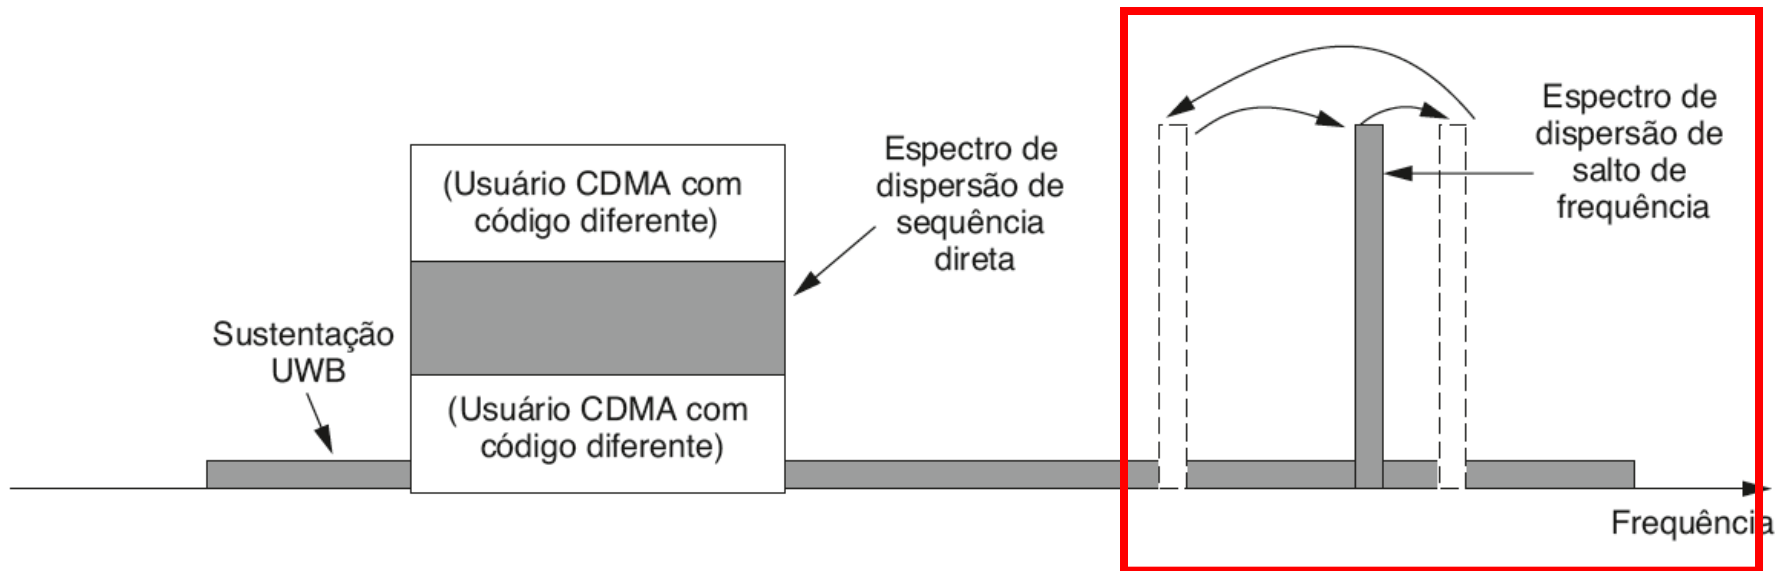 (Usuário CDMA com
código diferente)
Sustentação
UWB
(Usuário CDMA com
código diferente)
Espectro de
dispersão de
sequência
direta
Espectro de
dispersão de
salto de
frequência
Frequência